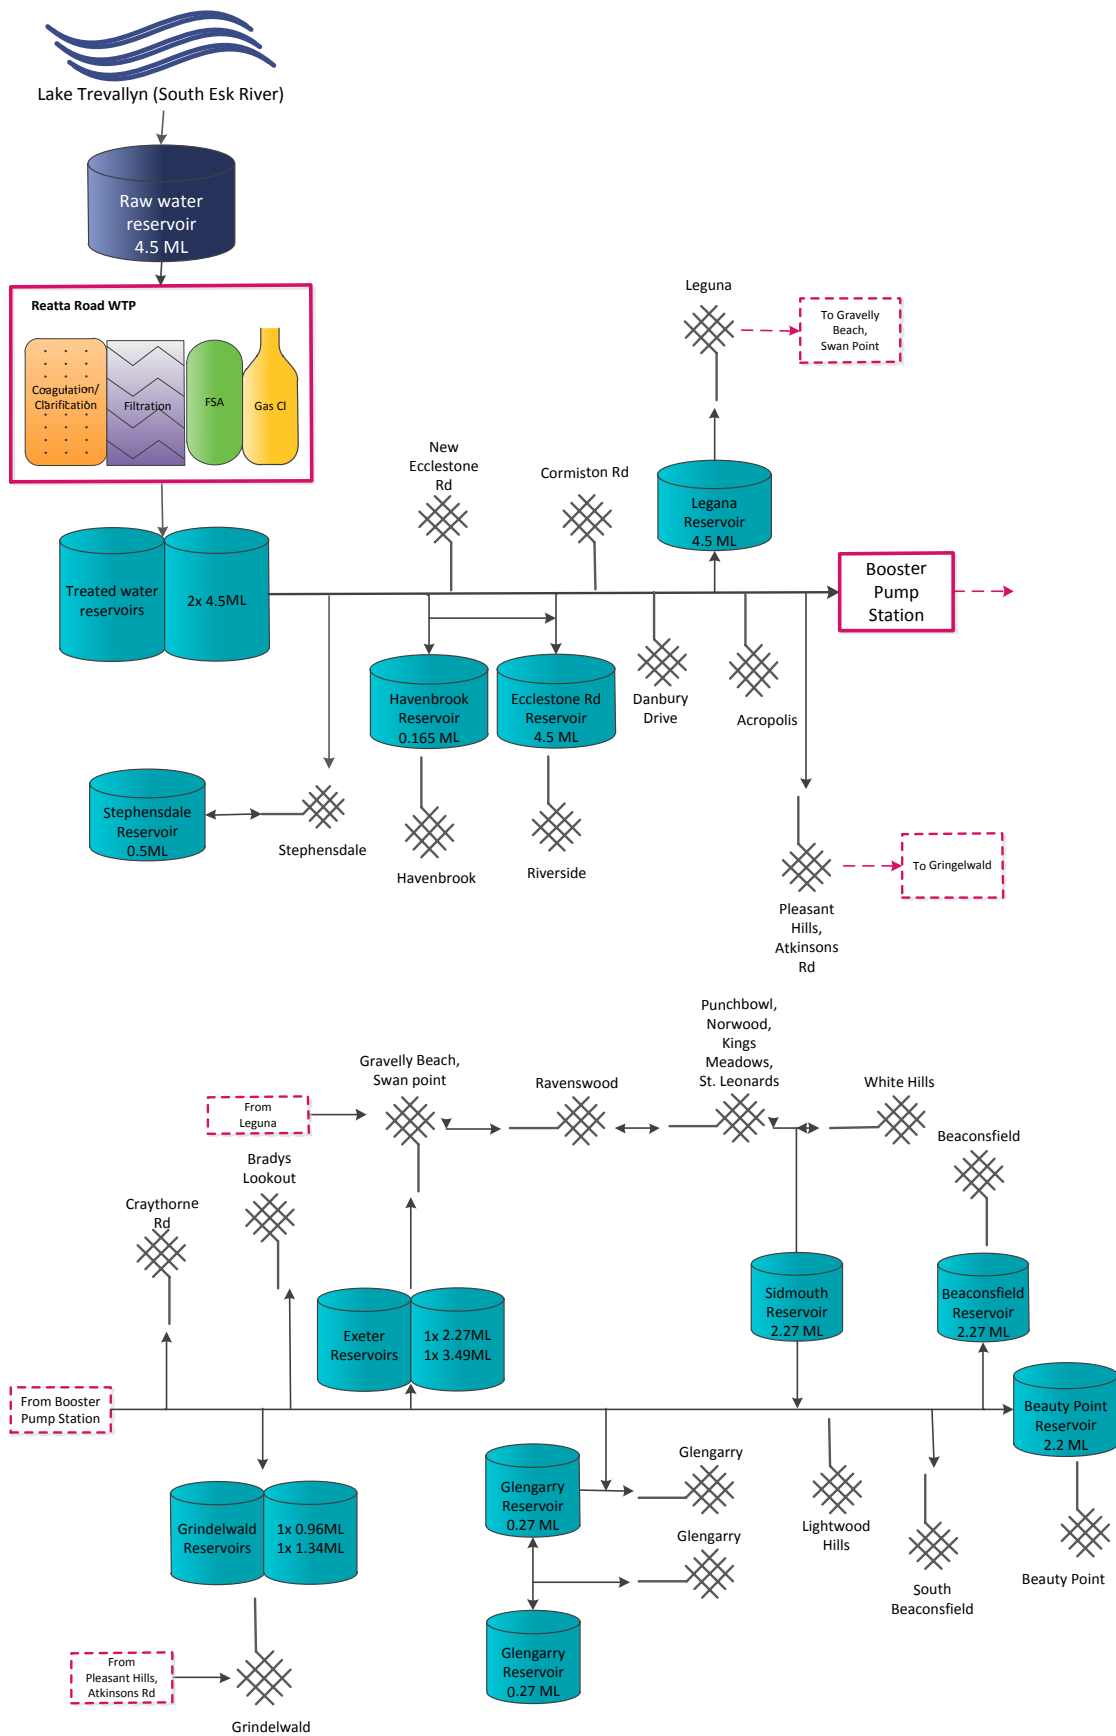 Lake Trevallyn (South Esk River)
Raw water
reservoir
4.5 ML
Reatta Road WTP
Coagulation/
Clarification
Filtration
FSA
Gas Cl
Leguna
To Gravelly
Beach,
Swan Point
New
Ecclestone
Rd
Cormiston Rd
Legana
Reservoir
4.5 ML
Treated water
reservoirs
2x 4.5ML
Booster
Pump
Station
Havenbrook
Reservoir
0.165 ML
Ecclestone Rd
Reservoir
4.5 ML
Danbury
Drive
Acropolis
Stephensdale
Reservoir
0.5ML
Stephensdale
Havenbrook
Riverside
To Gringelwald
Pleasant
Hills,
Atkinsons
Rd
Punchbowl,
Norwood,
Kings
Meadows,
St. Leonards
Gravelly Beach,
Swan point
Ravenswood
White Hills
From
Leguna
Beaconsfield
Bradys
Lookout
Craythorne
Rd
Exeter
Reservoirs
1x 2.27ML
1x 3.49ML
Sidmouth
Reservoir
2.27 ML
Beaconsfield
Reservoir
2.27 ML
From Booster
Pump Station
Beauty Point
Reservoir
2.2 ML
Grindelwald
Reservoirs
1x 0.96ML
1x 1.34ML
Glengarry
Reservoir
0.27 ML
Glengarry
Glengarry
Lightwood
Hills
South
Beaconsfield
Beauty Point
Glengarry
Reservoir
0.27 ML
From
Pleasant Hills,
Atkinsons Rd
Grindelwald